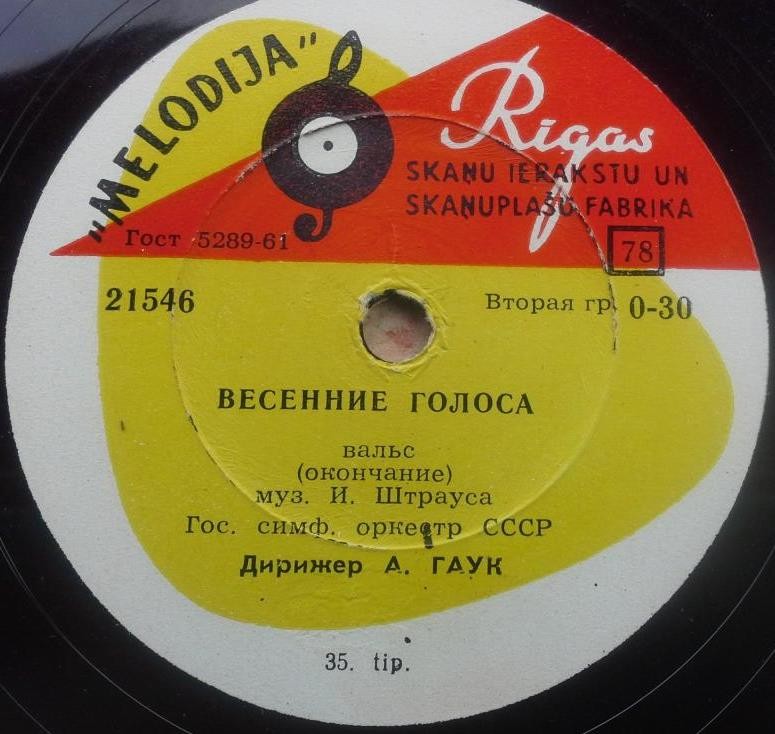 „MELODIJA"
Rīgas
SKAŅU IERAKSTU UN
SKAŅUPLAŠU FABRIKA
Гост 5289-61
78
21546
Вторая гр. 0-30
ВЕСЕННИЕ ГОЛОСА
вальс
(окончание)
муз. И. Штрауса
Гос. симф. оркестр СССР
Дирижер А. ГАУК
35. tip.